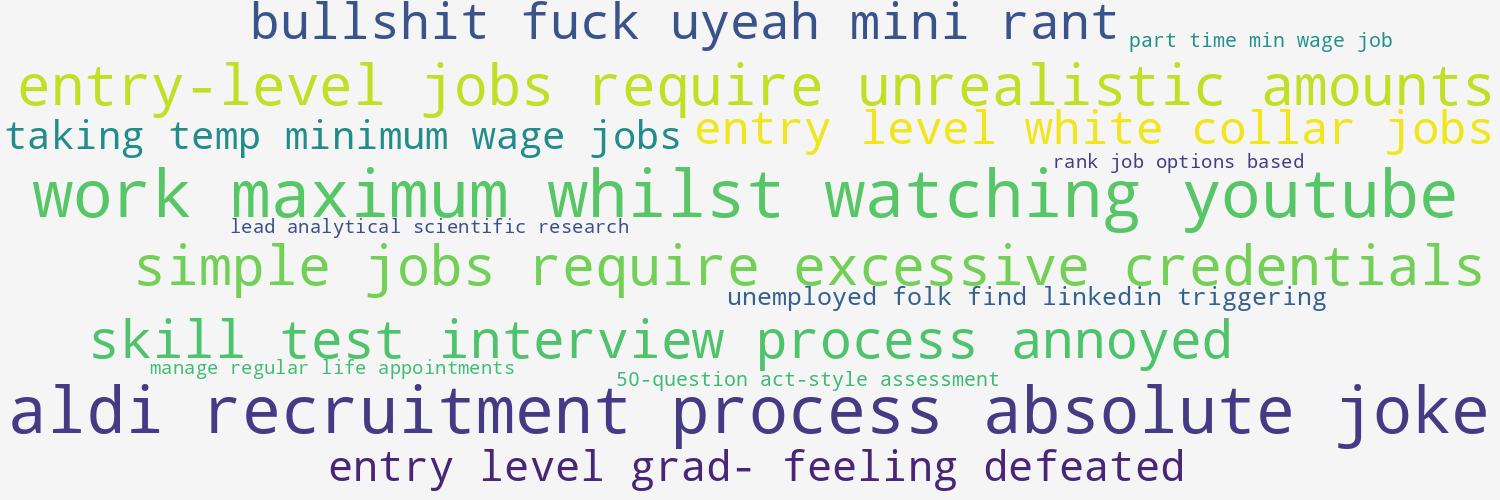 bullshit fuck uyeah mini rant
part time min wage job
entry-level jobs require unrealistic amounts
taking temp minimum wage jobs
entry level white collar jobs
rank job options based
work maximum whilst watching youtube
lead analytical scientific research
simple jobs require excessive credentials
unemployed folk find linkedin triggering
skill test interview process annoyed
manage regular life appointments
50-question act-style assessment
aldi recruitment process absolute joke
entry level grad- feeling defeated